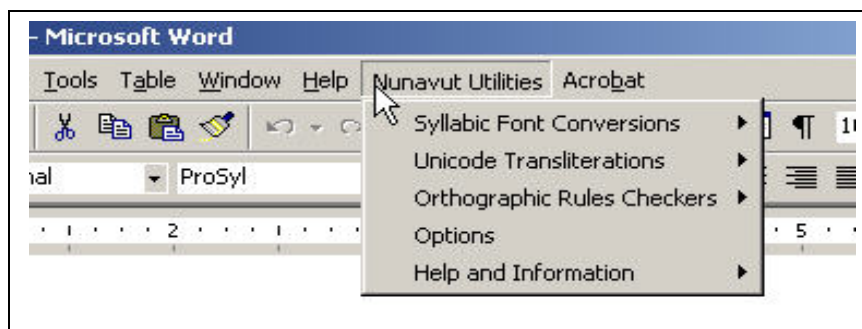 - Microsoft Word
Tools Table Window Help Nunavut Utilities Acrobat
Syllabic Font Conversions
¶
Unicode Transliterations
ProSyl
Orthographic Rules Checkers
2 5
Options
Help and Information